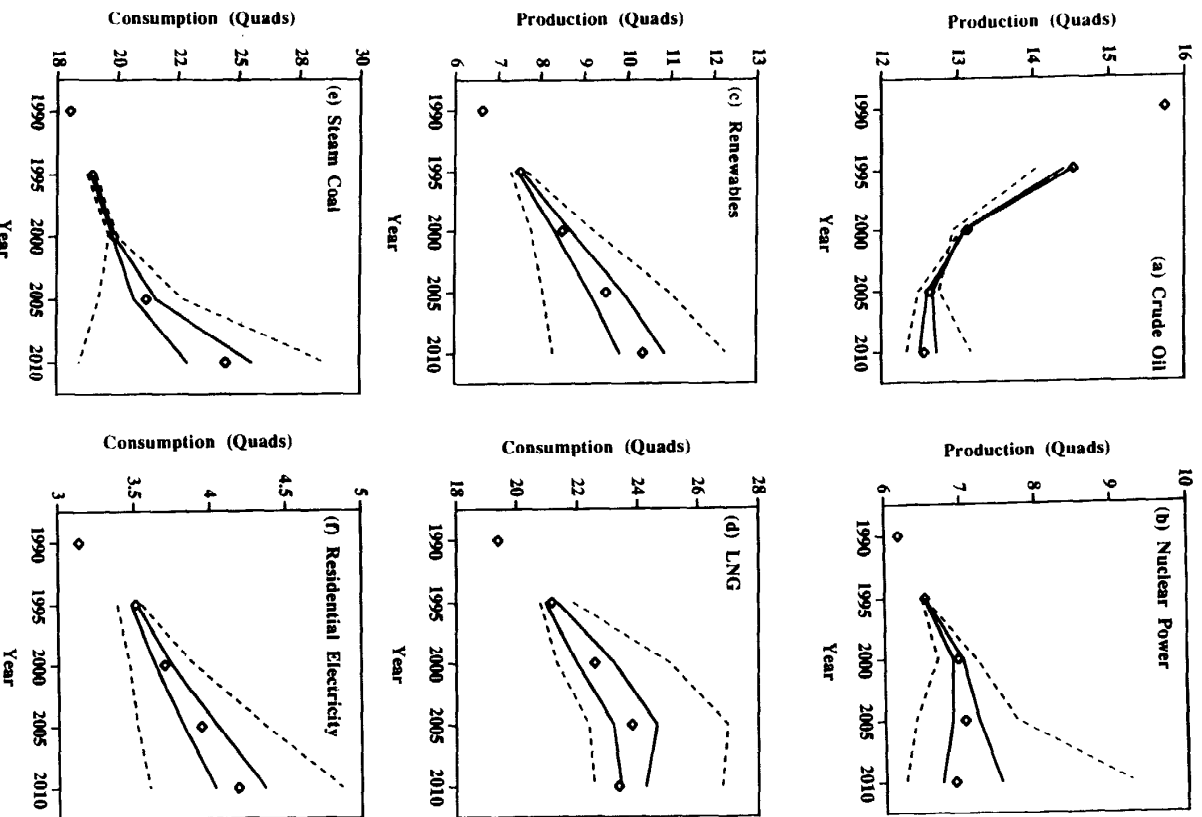 (a) Crude Oil
Production (Quads)
16
15
14
13
12
1990 1995 2000 2005 2010
Year
(b) Nuclear Power
Production (Quads)
10
9
8
7
6
1990 1995 2000 2005 2010
Year
(c) Renewables
Production (Quads)
13
12
11
10
9
8
7
6
1990 1995 2000 2005 2010
Year
(d) LNG
Consumption (Quads)
28
26
24
22
20
18
1990 1995 2000 2005 2010
Year
(e) Steam Coal
Consumption (Quads)
30
28
25
22
20
18
1990 1995 2000 2005 2010
Year
(f) Residential Electricity
Consumption (Quads)
5
4.5
4
3.5
3
1990 1995 2000 2005 2010
Year